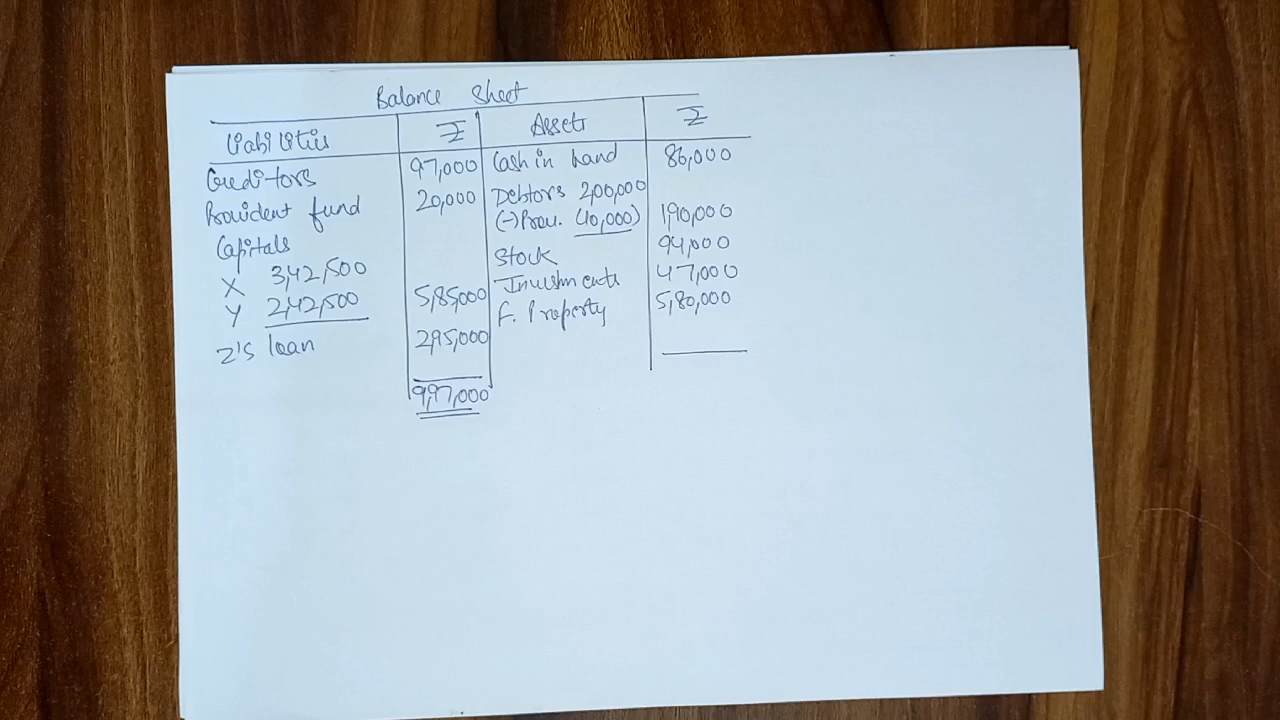 Balance Sheet
Liabilities ₹ Assets ₹
Creditors 97,000 Cash in hand 86,000
Provident fund 20,000 Debtors 2,00,000
(-) Prov. (10,000) 1,90,000
Capitals Stock 94,000
X 3,42,500 Investments 47,000
Y 2,42,500 5,85,000 F. Property 5,80,000
Z's loan 2,95,000
9,97,000